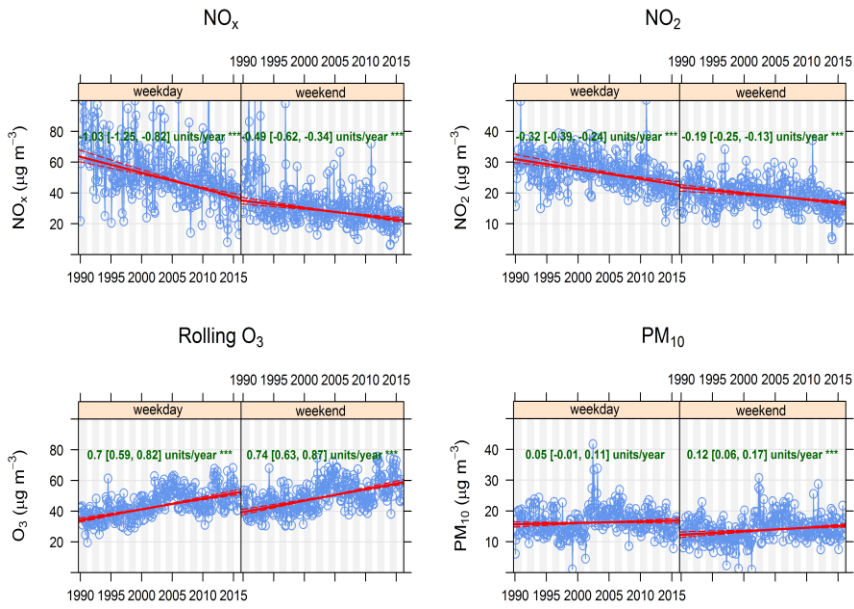 NOx
NO2
1990 1995 2000 2005 2010 2015
1990 1995 2000 2005 2010 2015
weekday
weekend
weekday
weekend
-1.03 [-1.25, -0.82] units/year ***
-0.49 [-0.62, -0.34] units/year ***
-0.32 [-0.39, -0.24] units/year ***
-0.19 [-0.25, -0.13] units/year ***
NOx (µg m−3)
80
60
40
20
NO2 (µg m−3)
40
30
20
10
1990 1995 2000 2005 2010 2015
1990 1995 2000 2005 2010 2015
Rolling O3
PM10
1990 1995 2000 2005 2010 2015
1990 1995 2000 2005 2010 2015
weekday
weekend
weekday
weekend
0.7 [0.59, 0.82] units/year ***
0.74 [0.63, 0.87] units/year ***
0.05 [-0.01, 0.11] units/year
0.12 [0.06, 0.17] units/year ***
O3 (µg m−3)
80
60
40
20
PM10 (µg m−3)
40
30
20
10
1990 1995 2000 2005 2010 2015
1990 1995 2000 2005 2010 2015